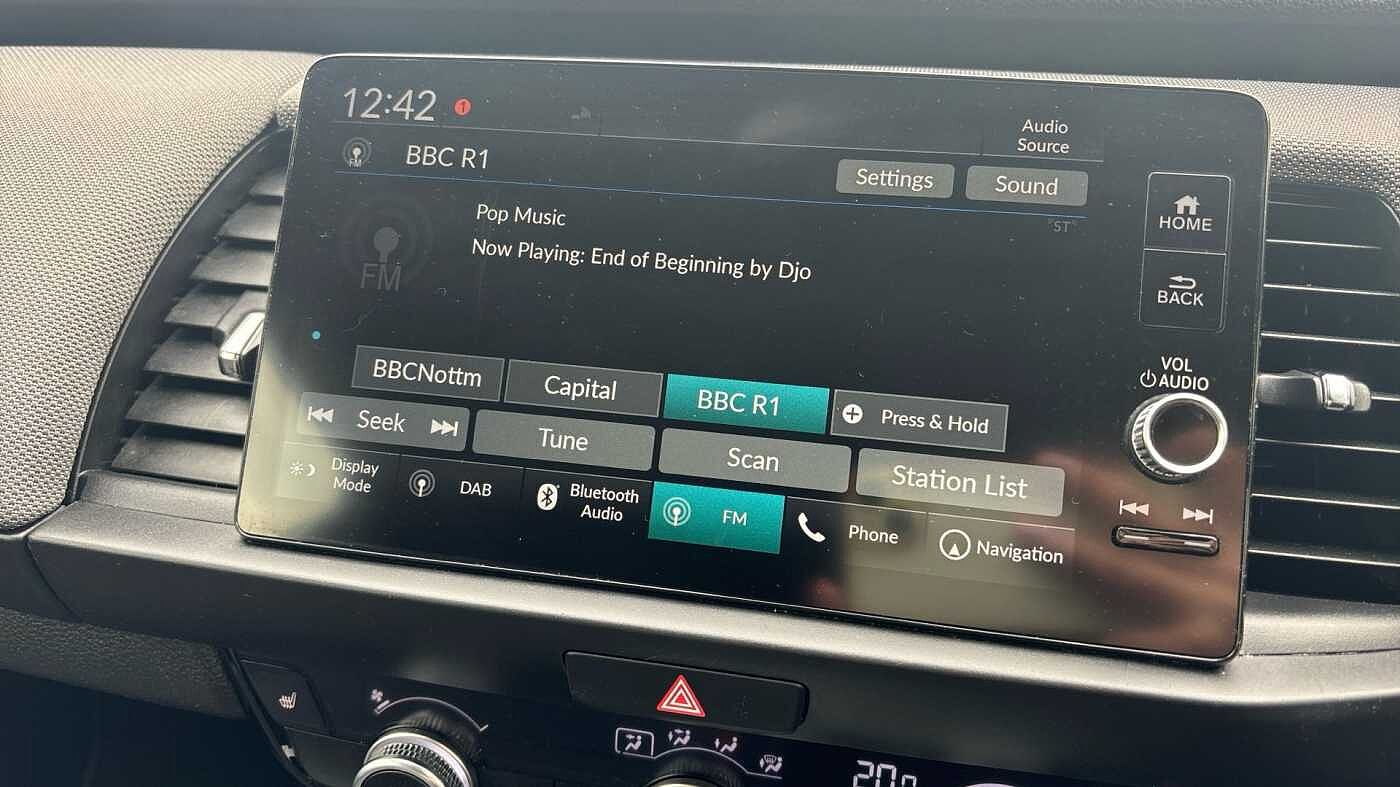 12:42 1
Audio
Source
FM BBC R1
Settings Sound
HOME
Pop Music
ST
Now Playing: End of Beginning by Djo
FM
BACK
VOL
AUDIO
BBCNottm Capital BBC R1 Press & Hold
Seek Tune Scan Station List
Display
Mode
DAB
Bluetooth
Audio
FM
Phone
Navigation